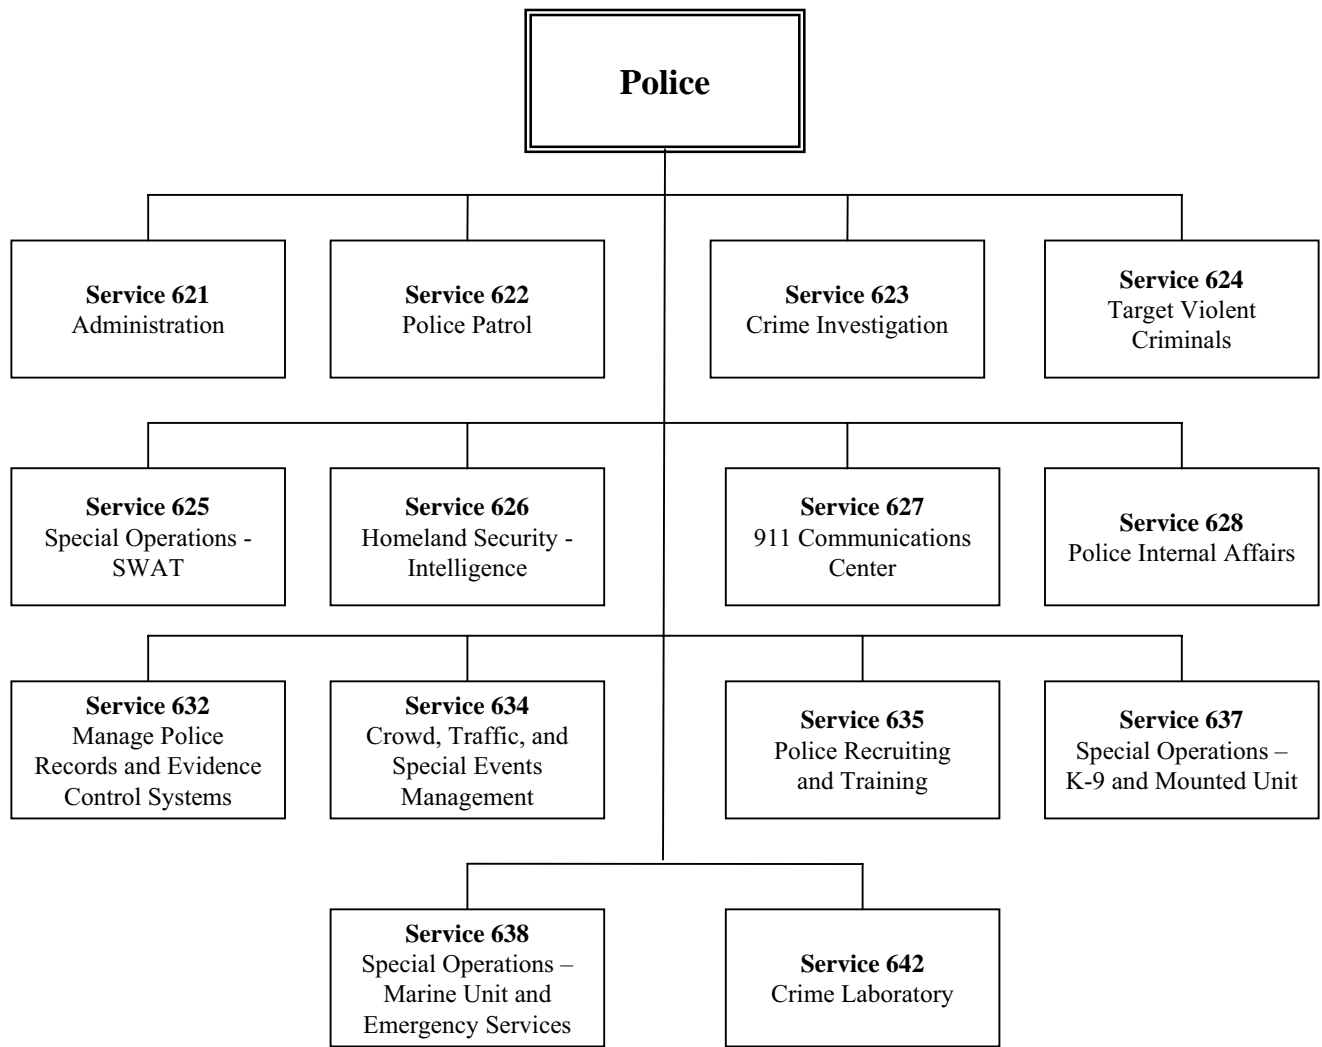 Police
Service 621
Administration
Service 622
Police Patrol
Service 623
Crime Investigation
Service 624
Target Violent
Criminals
Service 625
Special Operations -
SWAT
Service 626
Homeland Security -
Intelligence
Service 627
911 Communications
Center
Service 628
Police Internal Affairs
Service 632
Manage Police
Records and Evidence
Control Systems
Service 634
Crowd, Traffic, and
Special Events
Management
Service 635
Police Recruiting
and Training
Service 637
Special Operations –
K-9 and Mounted Unit
Service 638
Special Operations –
Marine Unit and
Emergency Services
Service 642
Crime Laboratory